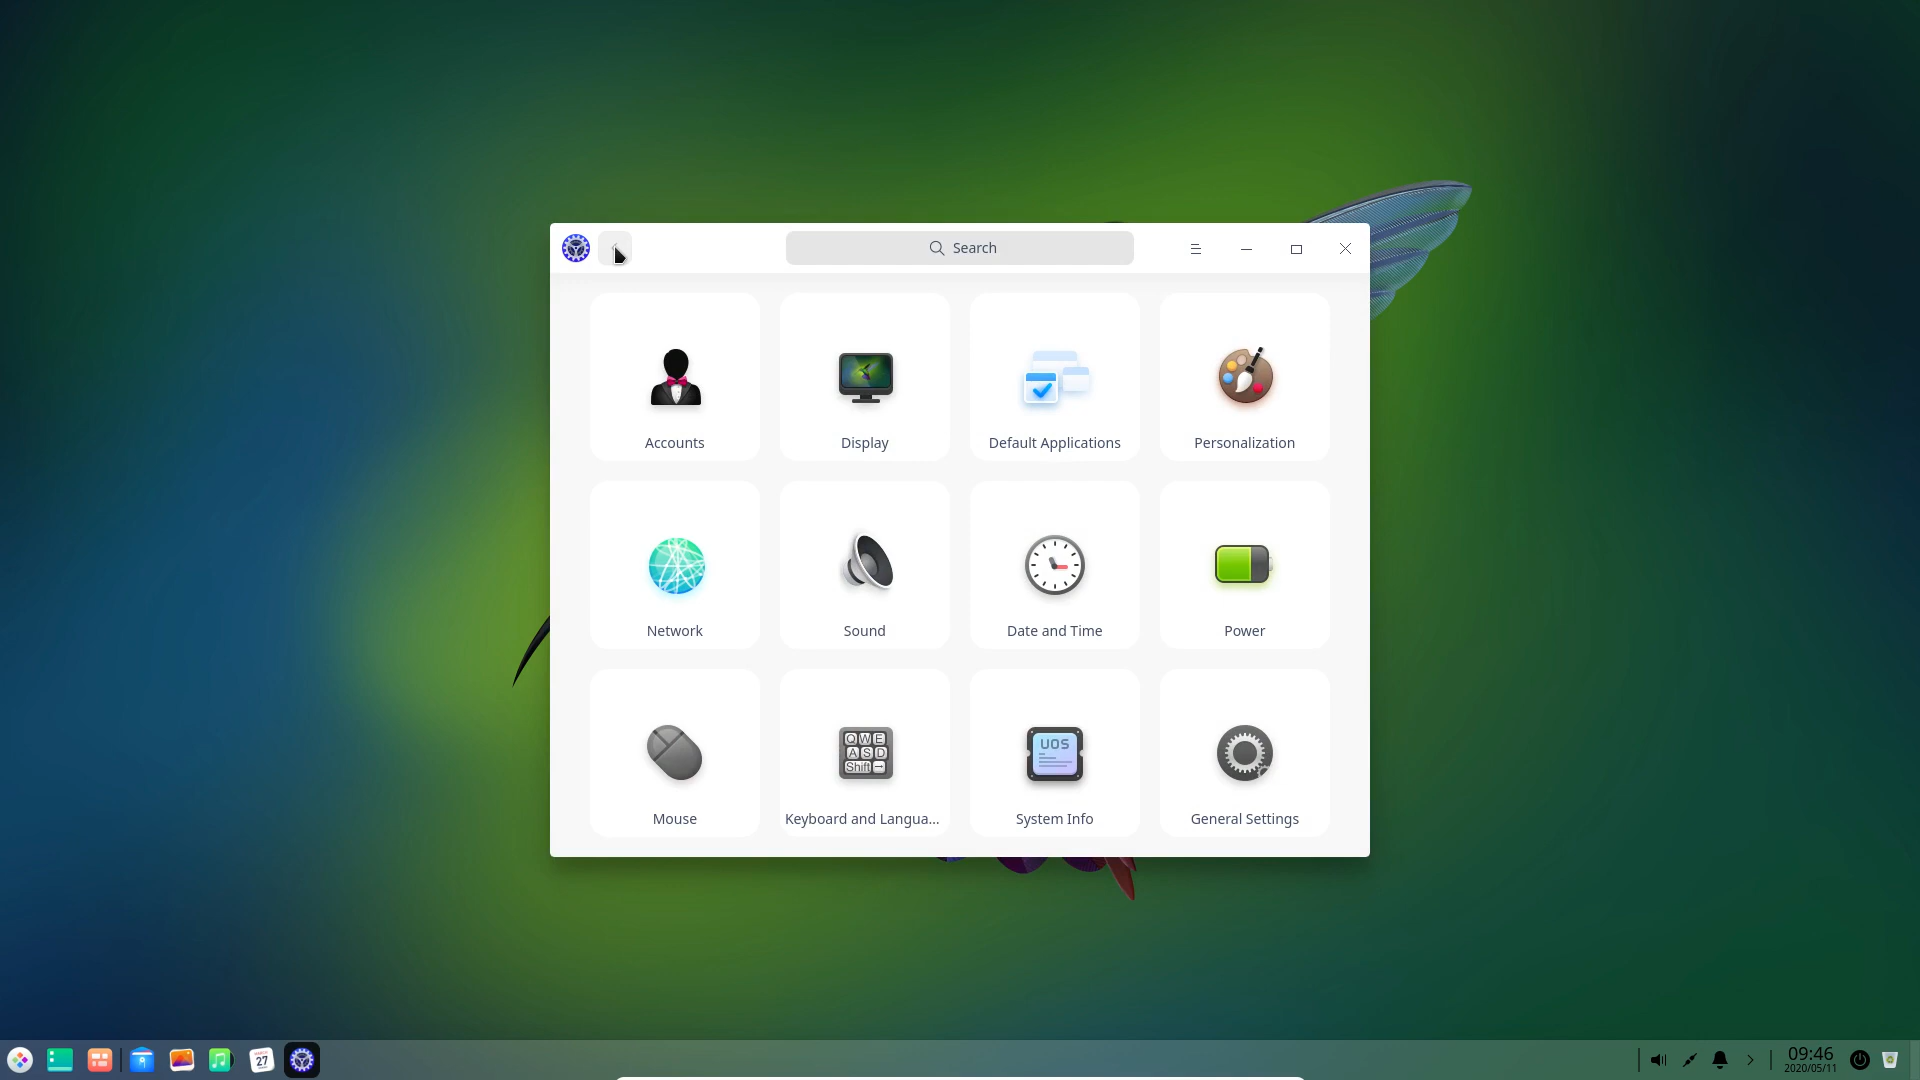 Search
Accounts
Display
Default Applications
Personalization
Network
Sound
Date and Time
Power
QWE
ASD
Shift→
UOS
Mouse
Keyboard and Langua...
System Info
General Settings
27
09:46
2020/05/11